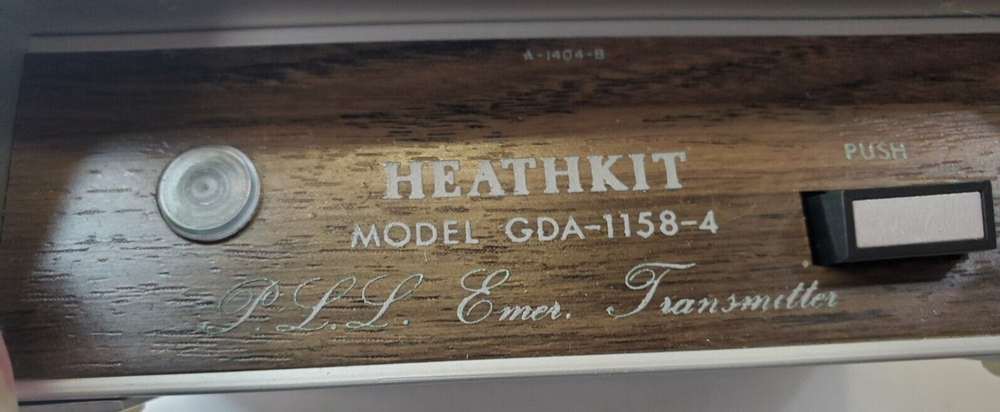 A-1404-B
HEATHKIT
PUSH
MODEL GDA-1158-4
P.L.L. Emer. Transmitter